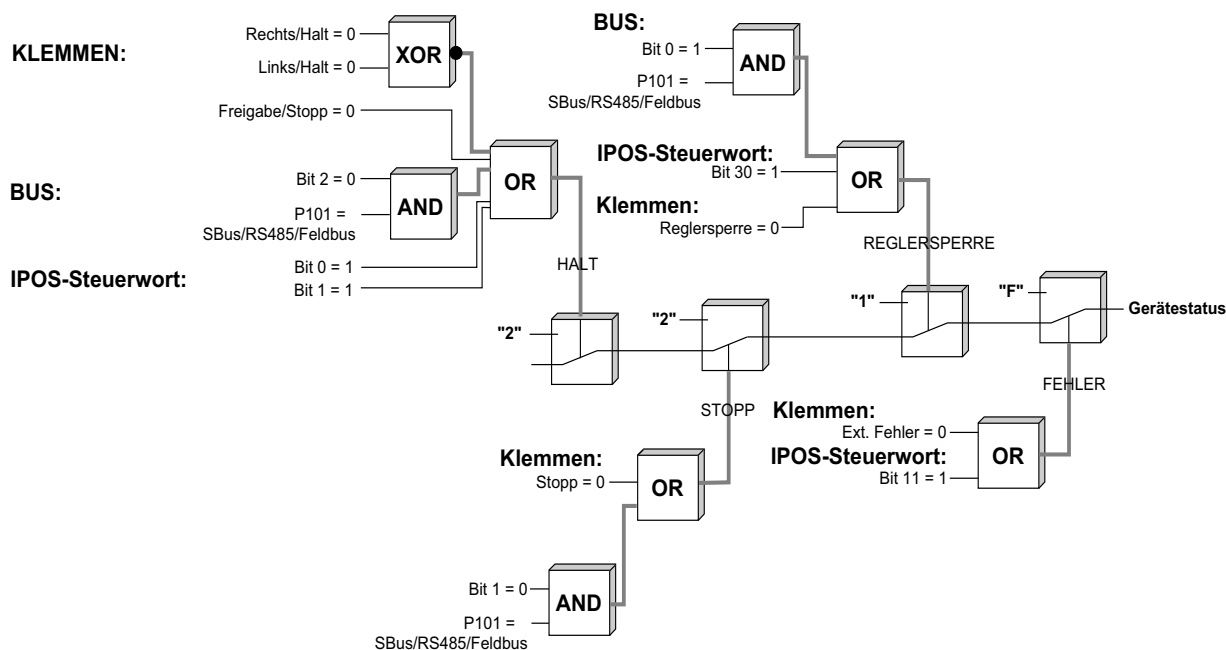 KLEMMEN:
Rechts/Halt = 0
Links/Halt = 0
XOR
Freigabe/Stopp = 0
BUS:
Bit 2 = 0
P101 =
SBus/RS485/Feldbus
AND
OR
IPOS-Steuerwort:
Bit 0 = 1
Bit 1 = 1
HALT
BUS:
Bit 0 = 1
P101 =
SBus/RS485/Feldbus
AND
IPOS-Steuerwort:
Bit 30 = 1
Klemmen:
Reglersperre = 0
OR
REGLERSPERRE
"2"
"2"
"1"
"F"
Gerätestatus
STOPP
FEHLER
Klemmen:
Stopp = 0
OR
Bit 1 = 0
P101 =
SBus/RS485/Feldbus
AND
Klemmen:
Ext. Fehler = 0
IPOS-Steuerwort:
Bit 11 = 1
OR